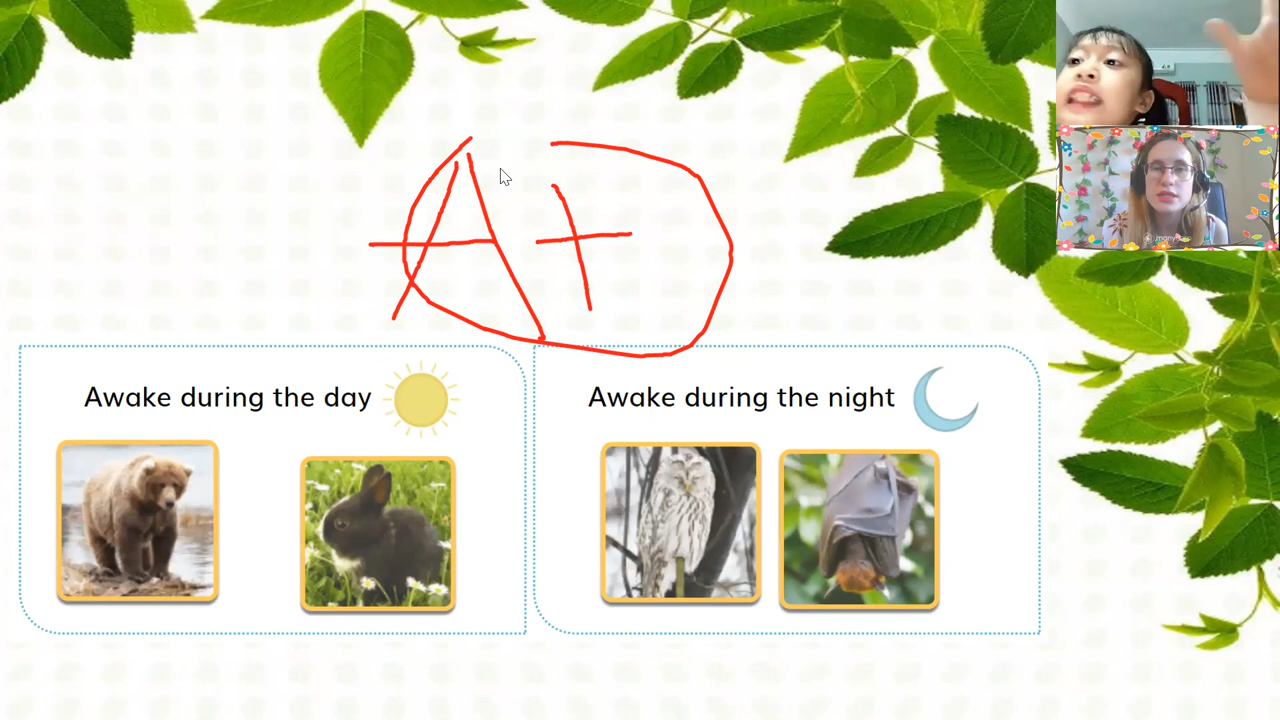 A+
Awake during the day
Awake during the night